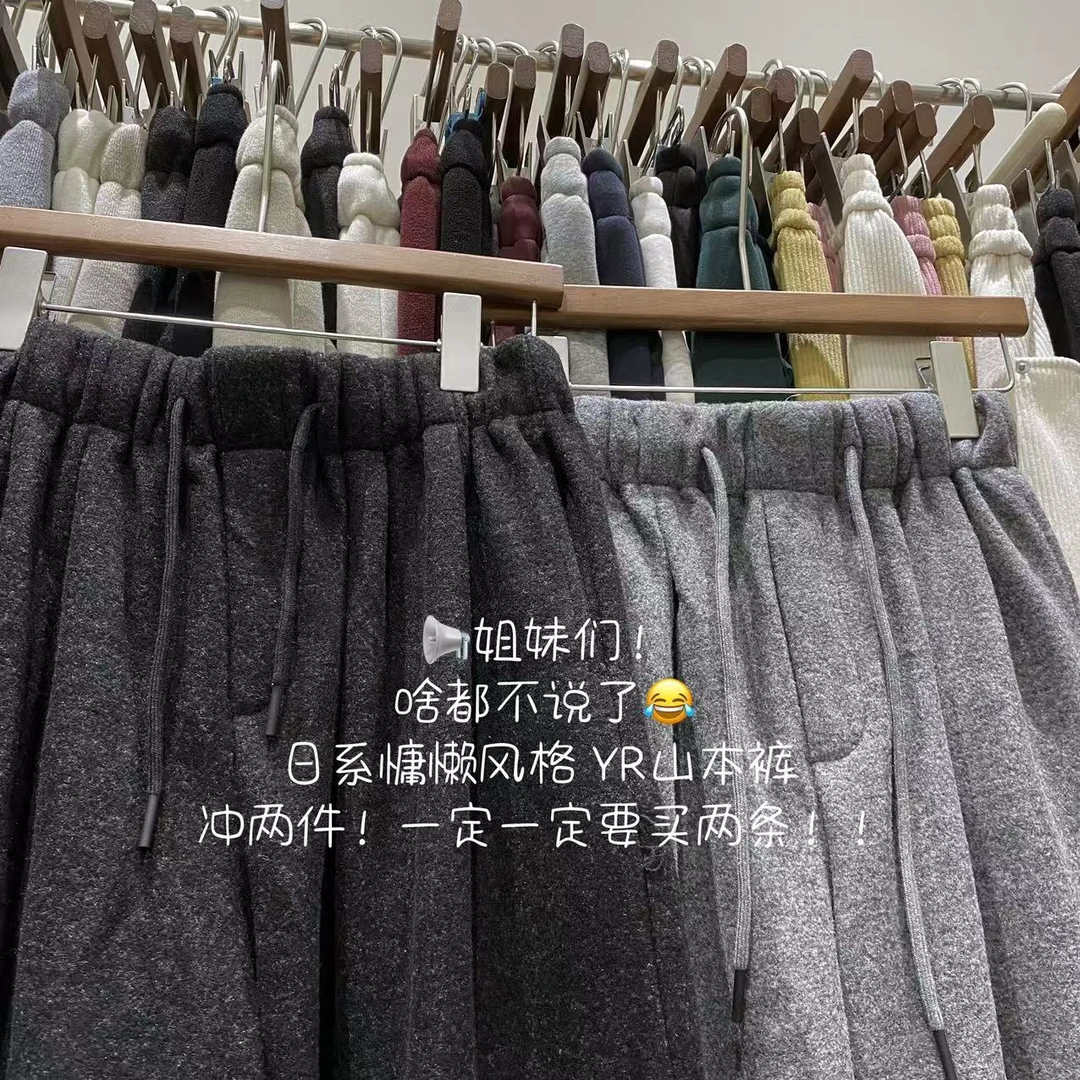 📢姐妹们！
啥都不说了😂
日系慵懒风格 YR山本裤
冲两件！一定一定要买两条！！